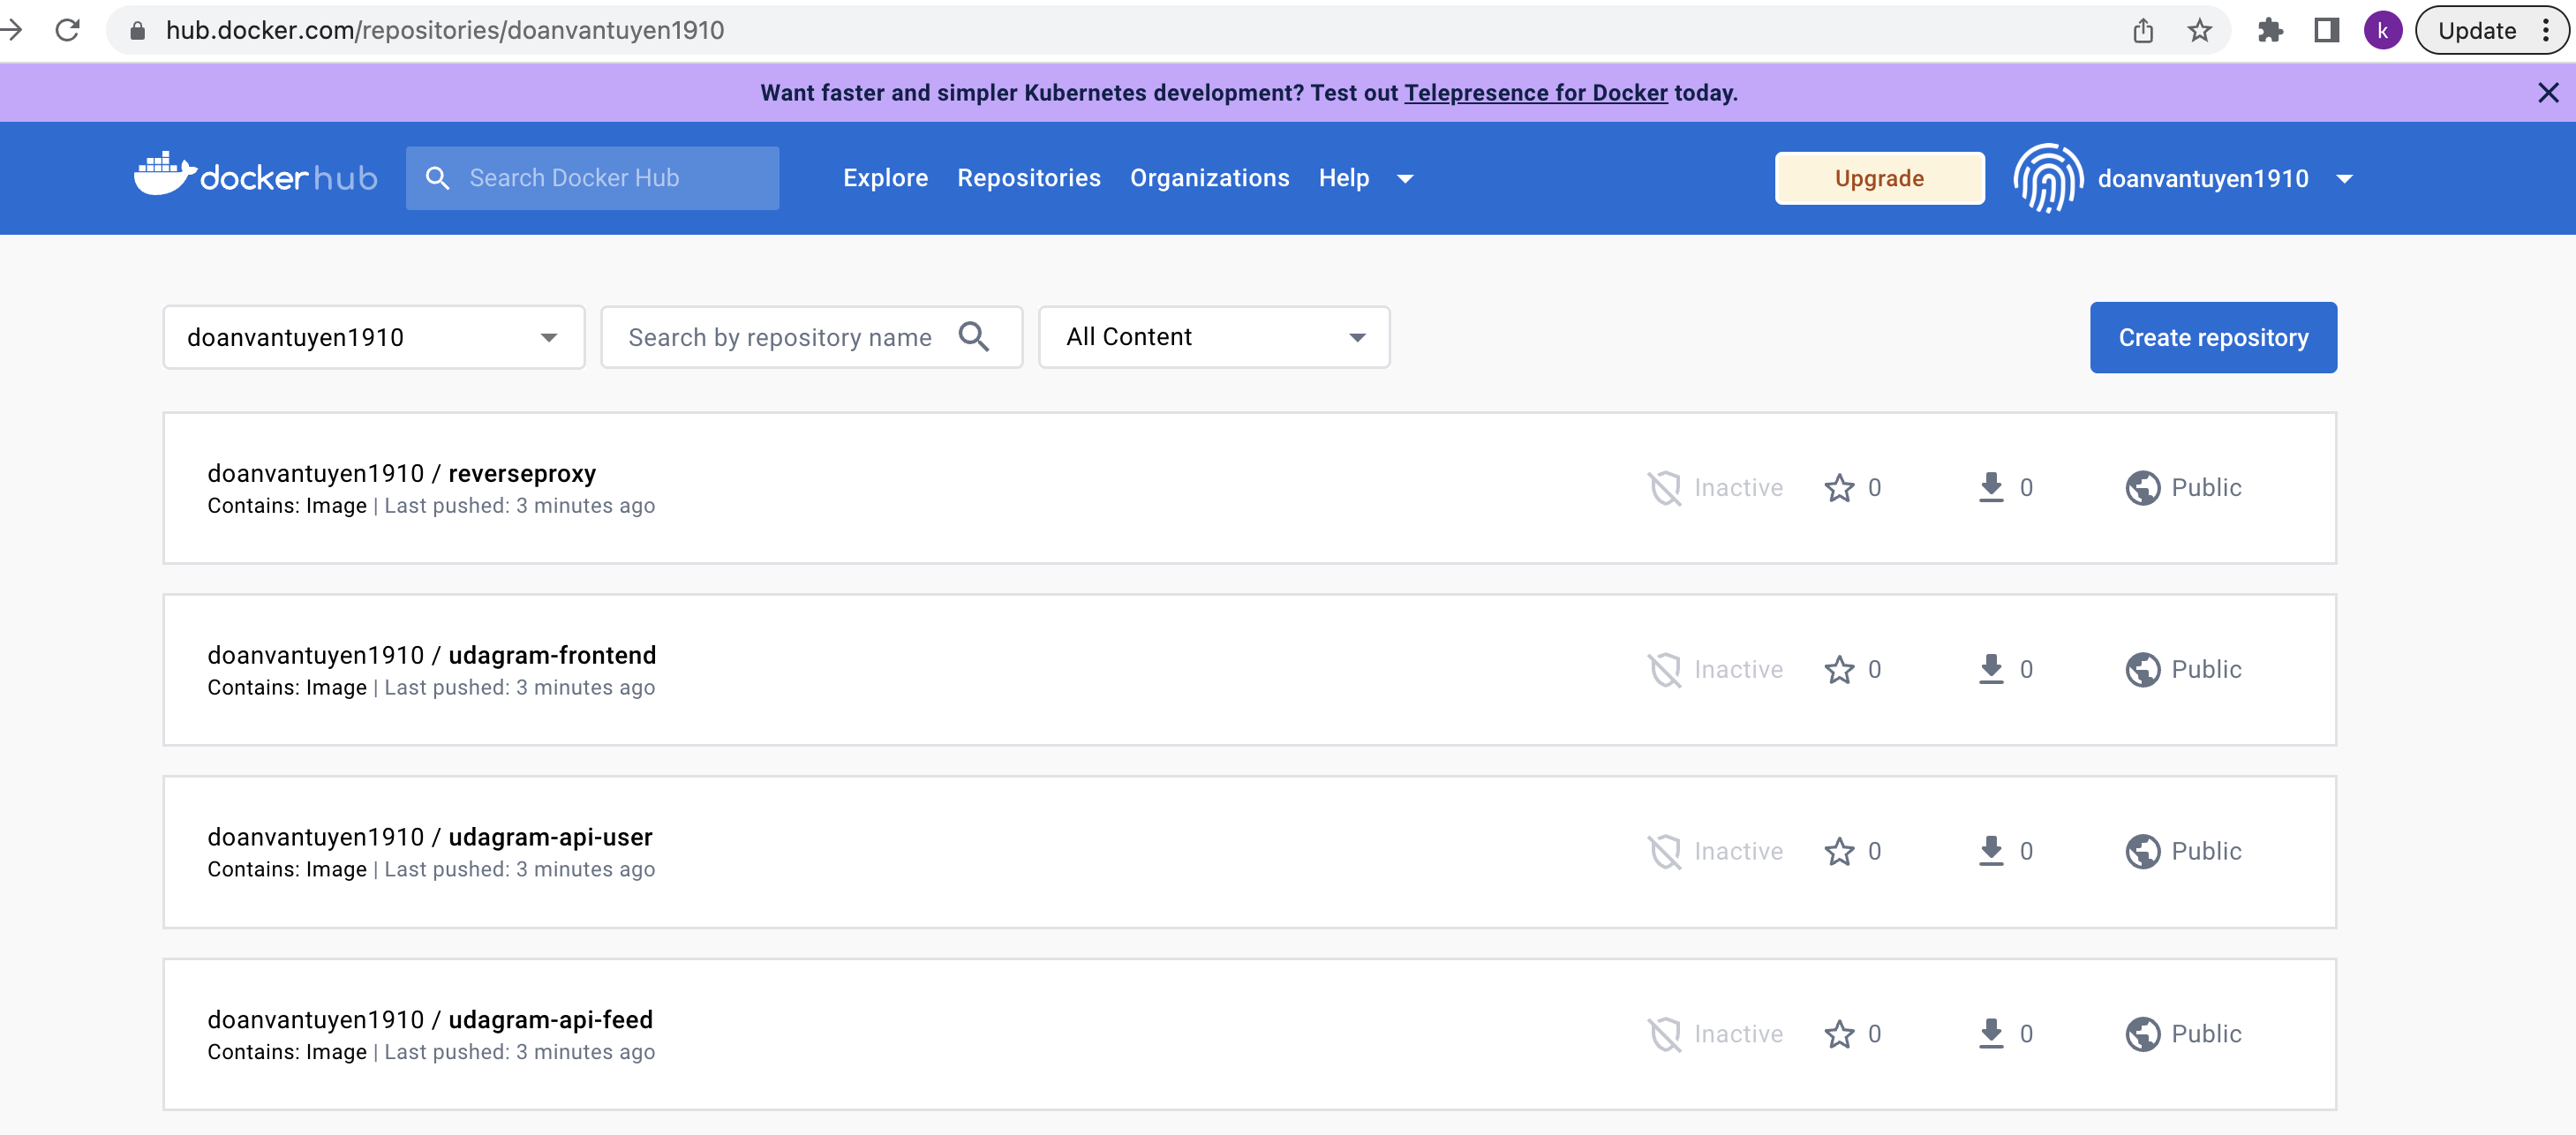 hub.docker.com/repositories/doanvantuyen1910
k
Update
Want faster and simpler Kubernetes development? Test out Telepresence for Docker today.
dockerhub
Search Docker Hub
Explore
Repositories
Organizations
Help
Upgrade
doanvantuyen1910
doanvantuyen1910
Search by repository name
All Content
Create repository
doanvantuyen1910 / reverseproxy
Contains: Image | Last pushed: 3 minutes ago
Inactive
0
0
Public
doanvantuyen1910 / udagram-frontend
Contains: Image | Last pushed: 3 minutes ago
Inactive
0
0
Public
doanvantuyen1910 / udagram-api-user
Contains: Image | Last pushed: 3 minutes ago
Inactive
0
0
Public
doanvantuyen1910 / udagram-api-feed
Contains: Image | Last pushed: 3 minutes ago
Inactive
0
0
Public